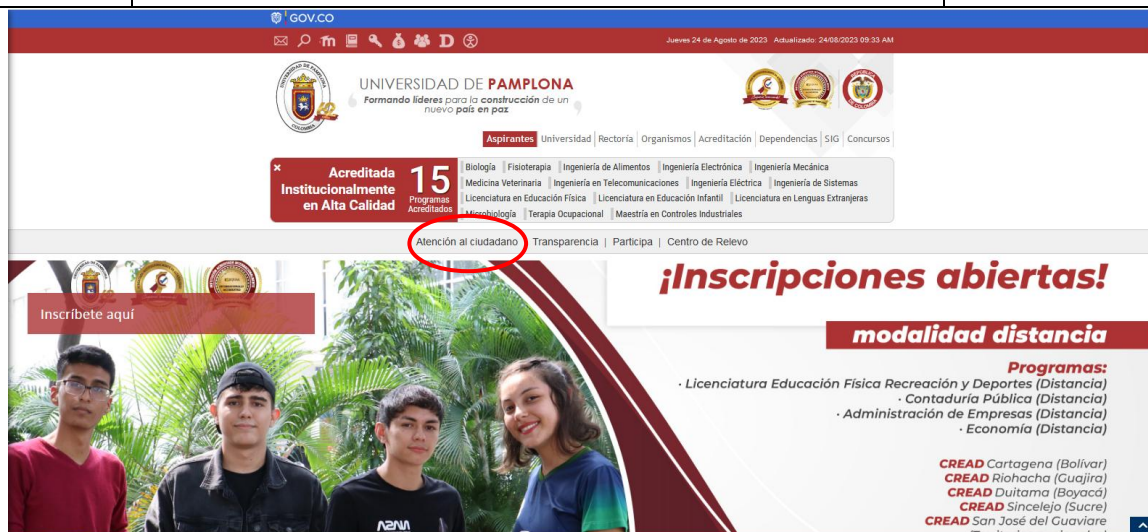 GOV.CO
Jueves 24 de Agosto de 2023 Actualizado: 24/08/2023 09:33 AM
UNIVERSIDAD DE PAMPLONA
Formando líderes para la construcción de un
nuevo país en paz
Aspirantes Universidad Rectoría Organismos Acreditación Dependencias SIG Concursos
Acreditada
Institucionalmente
en Alta Calidad
15
Programas
Acreditados
Biología Fisioterapia Ingeniería de Alimentos Ingeniería Electrónica Ingeniería Mecánica
Medicina Veterinaria Ingeniería en Telecomunicaciones Ingeniería Eléctrica Ingeniería de Sistemas
Licenciatura en Educación Física Licenciatura en Educación Infantil Licenciatura en Lenguas Extranjeras
Microbiología Terapia Ocupacional Maestría en Controles Industriales
Atención al ciudadano Transparencia | Participa | Centro de Relevo
Inscríbete aquí
¡Inscripciones abiertas!
modalidad distancia
Programas:
· Licenciatura Educación Física Recreación y Deportes (Distancia)
· Contaduría Pública (Distancia)
· Administración de Empresas (Distancia)
· Economía (Distancia)
CREAD Cartagena (Bolívar)
CREAD Riohacha (Guajira)
CREAD Duitama (Boyacá)
CREAD Sincelejo (Sucre)
CREAD San José del Guaviare